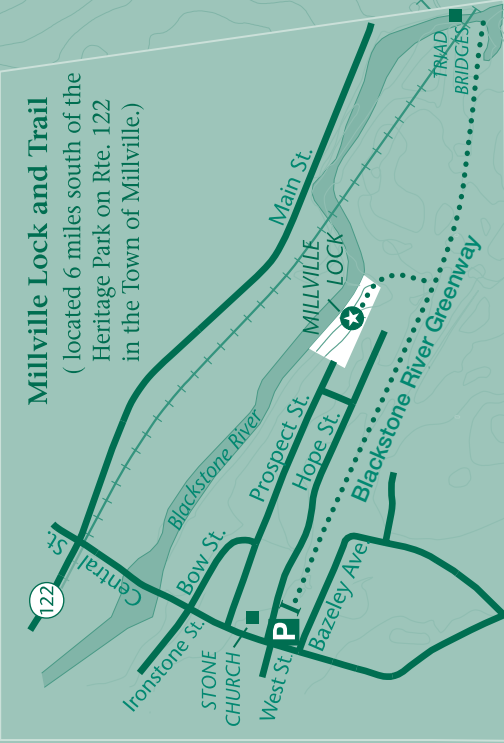 Millville Lock and Trail
( located 6 miles south of the
Heritage Park on Rte. 122
in the Town of Millville.)
TRIAD
BRIDGES
Main St.
MILLVILLE
LOCK
Blackstone River Greenway
Blackstone River
Prospect St.
Hope St.
122
Central
St.
Bow St.
Ironstone St.
STONE
CHURCH
P
West St.
Bazeley Ave.